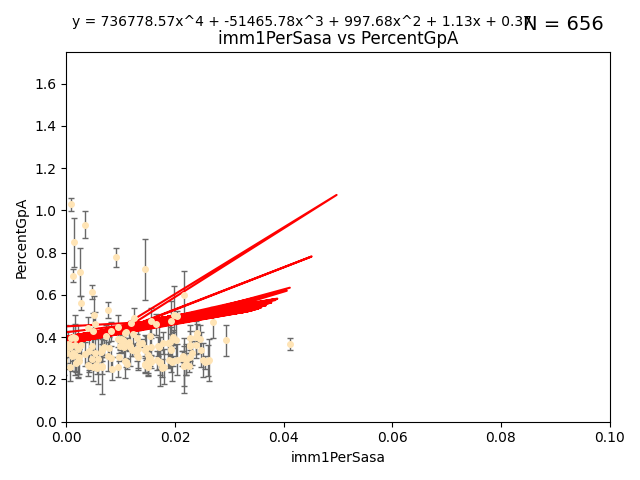 y = 736778.57x^4 + -51465.78x^3 + 997.68x^2 + 1.13x + 0.37
N = 656
imm1PerSasa vs PercentGpA
PercentGpA
1.6
1.4
1.2
1.0
0.8
0.6
0.4
0.2
0.0
0.00 0.02 0.04 0.06 0.08 0.10
imm1PerSasa